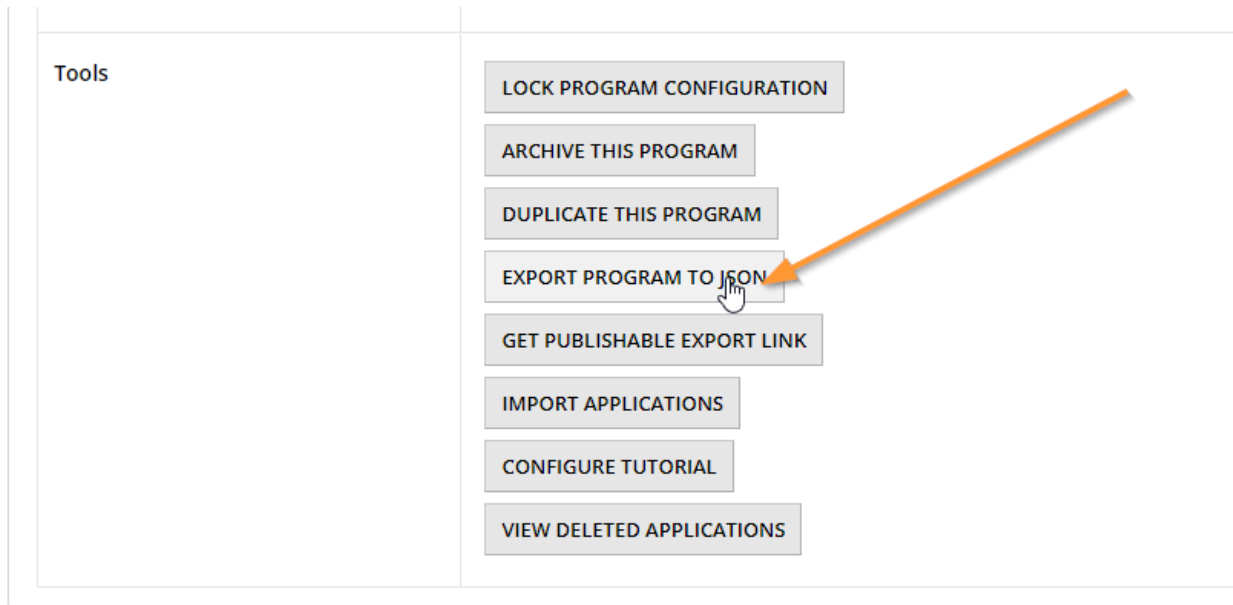 Tools
LOCK PROGRAM CONFIGURATION
ARCHIVE THIS PROGRAM
DUPLICATE THIS PROGRAM
EXPORT PROGRAM TO JSON
GET PUBLISHABLE EXPORT LINK
IMPORT APPLICATIONS
CONFIGURE TUTORIAL
VIEW DELETED APPLICATIONS